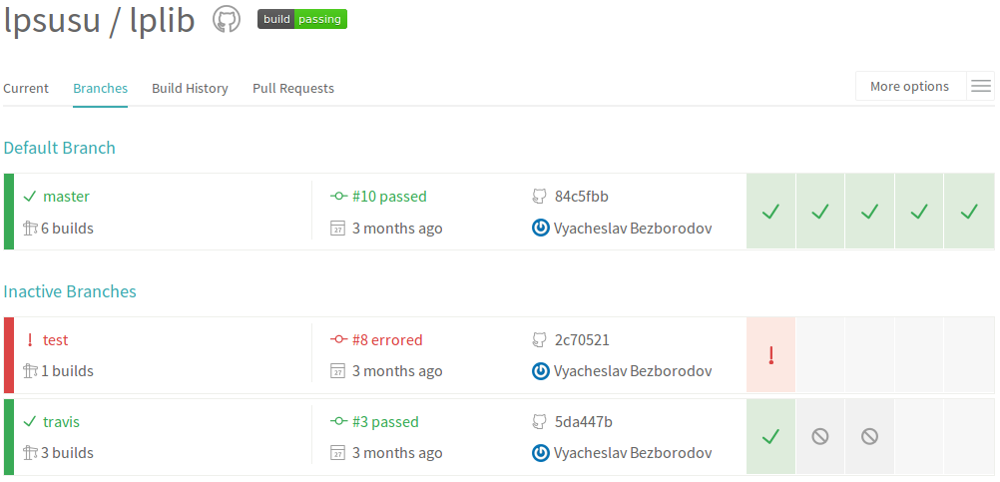 lpsusu / lplib build passing
Current Branches Build History Pull Requests More options
Default Branch
master #10 passed 84c5fbb
6 builds 3 months ago Vyacheslav Bezborodov
Inactive Branches
test #8 errored 2c70521
1 builds 3 months ago Vyacheslav Bezborodov
travis #3 passed 5da447b
3 builds 3 months ago Vyacheslav Bezborodov